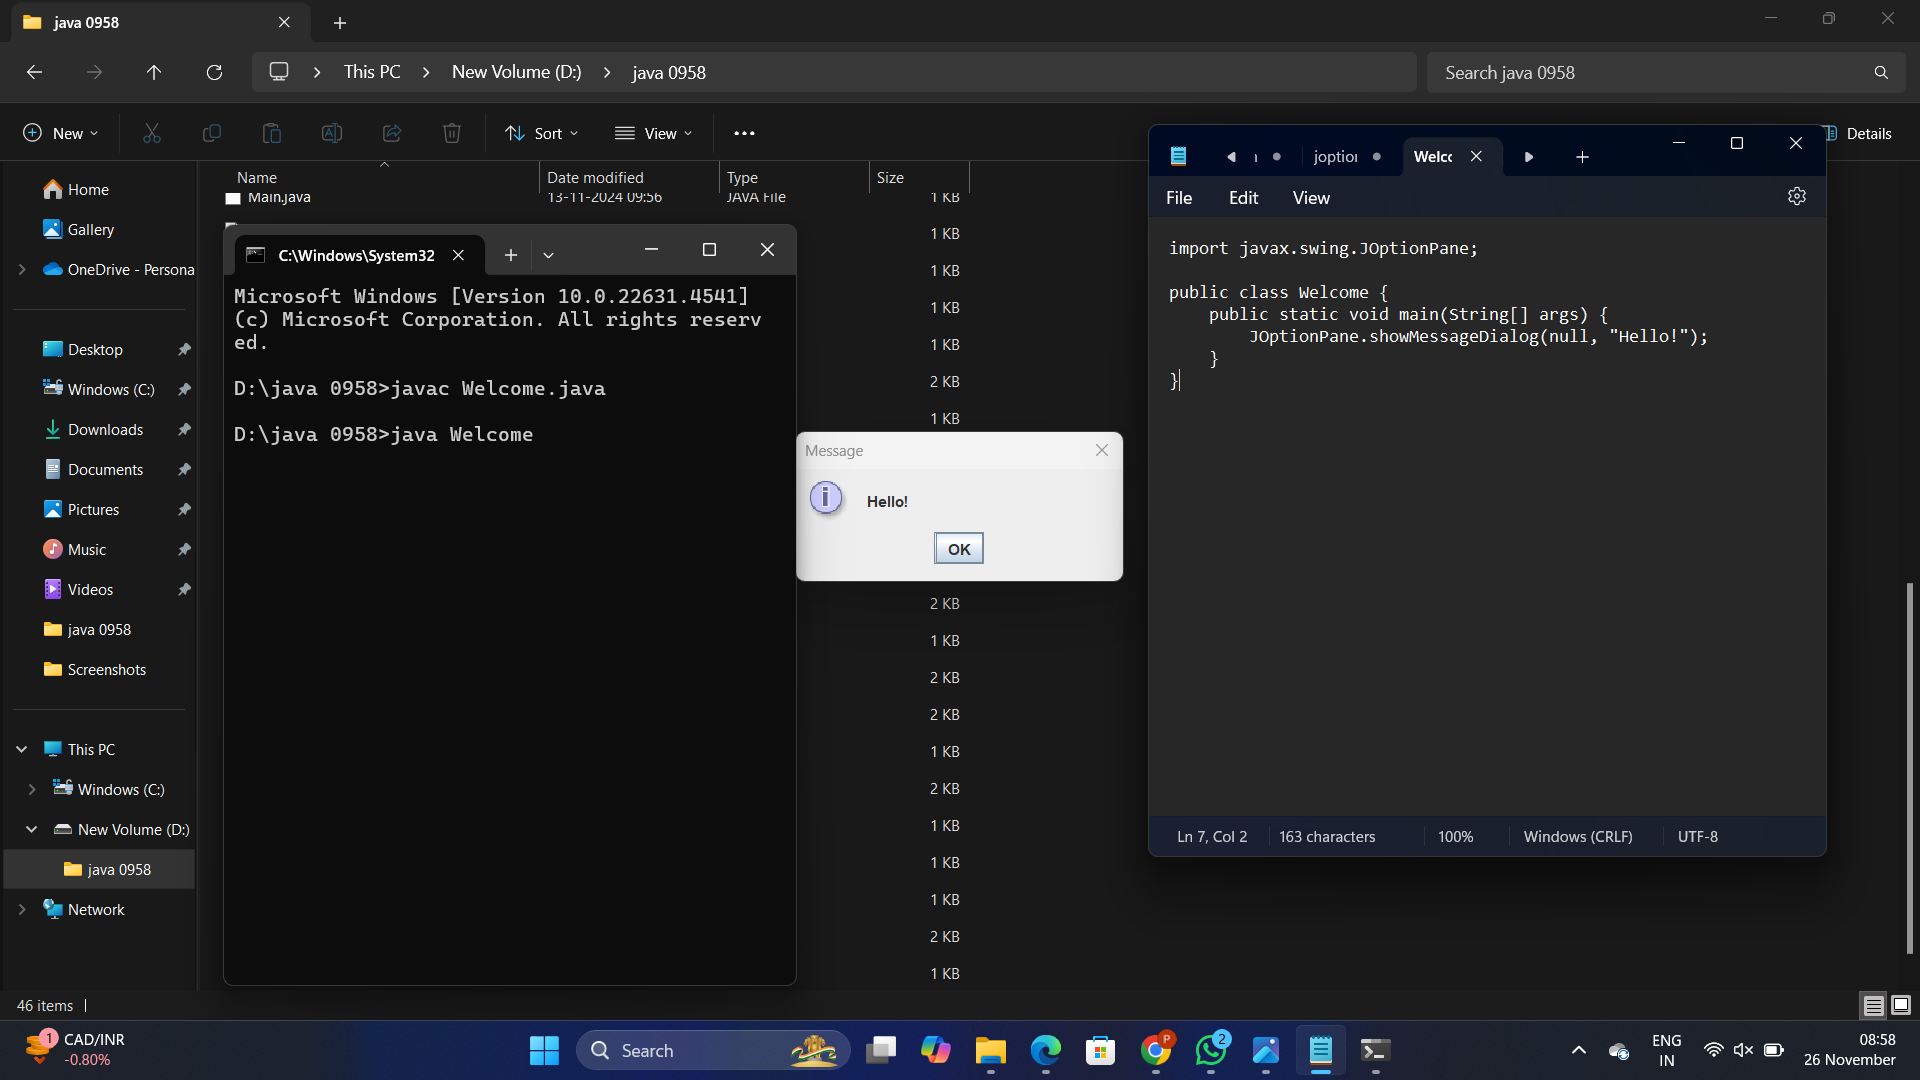 java 0958
This PC
New Volume (D:)
java 0958
Search java 0958
New
Sort
View
Details
Home
Gallery
OneDrive - Persona
Desktop
Windows (C:)
Downloads
Documents
Pictures
Music
Videos
java 0958
Screenshots
This PC
Windows (C:)
New Volume (D:)
java 0958
Network
Name Date modified Type Size
Main.java 13-11-2024 09:56 JAVA File 1 KB
1 KB
1 KB
1 KB
1 KB
2 KB
1 KB
2 KB
1 KB
2 KB
2 KB
1 KB
2 KB
1 KB
1 KB
1 KB
2 KB
1 KB
C:\Windows\System32
Microsoft Windows [Version 10.0.22631.4541]
(c) Microsoft Corporation. All rights reserv
ed.
D:\java 0958>javac Welcome.java
D:\java 0958>java Welcome
Message
Hello!
OK
joption
Welc
File Edit View
import javax.swing.JOptionPane;
public class Welcome {
public static void main(String[] args) {
JOptionPane.showMessageDialog(null, "Hello!");
}
}
Ln 7, Col 2 163 characters 100% Windows (CRLF) UTF-8
46 items
1
CAD/INR
-0.80%
Search
P
2
ENG
IN
08:58
26 November